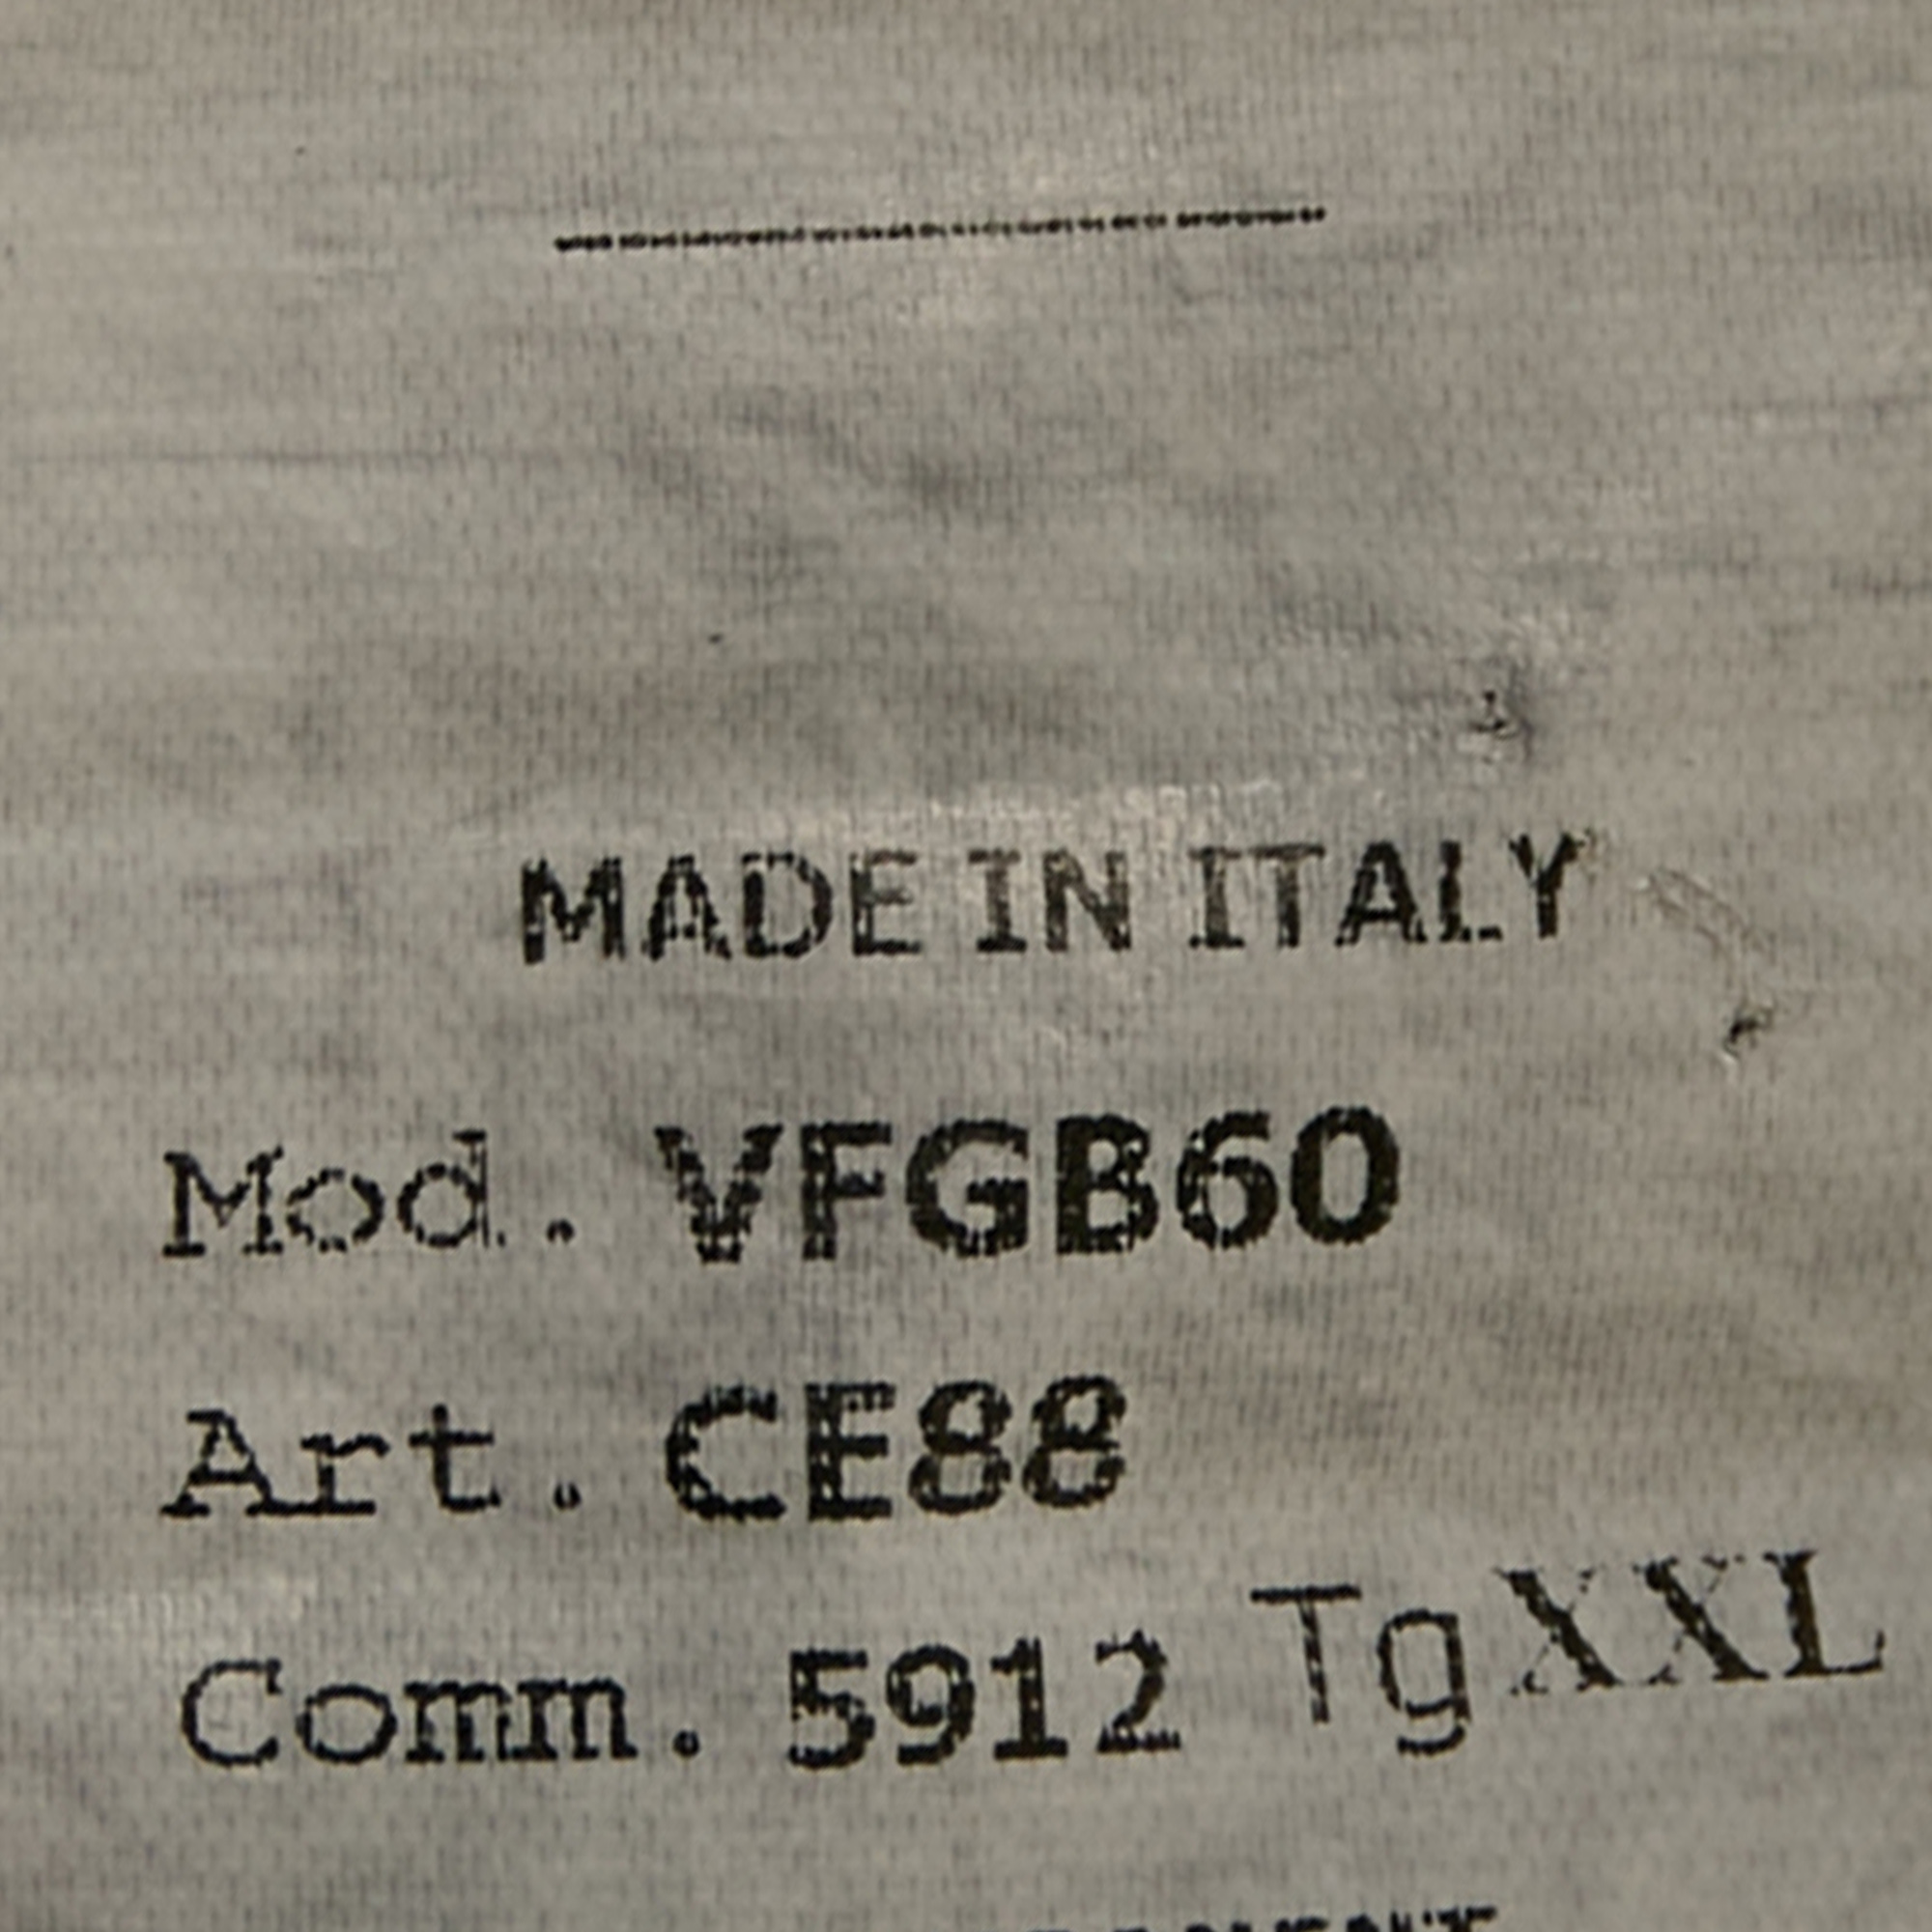 MADE IN ITALY
Mod. VFGB60
Art. CE88
Comm. 5912 Tg XXL